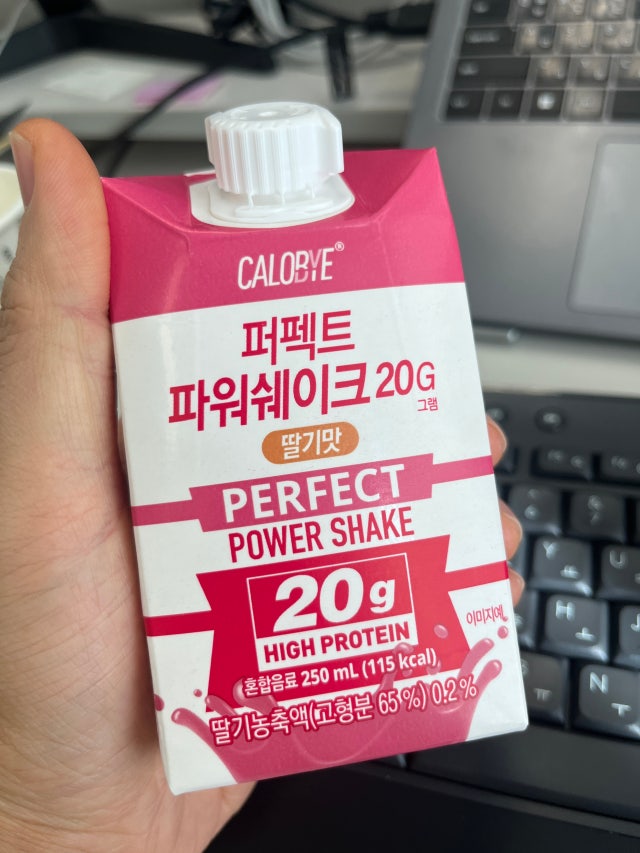 CALOBYE®
퍼펙트
파워쉐이크 20G
그램
딸기맛
PERFECT
POWER SHAKE
20g
HIGH PROTEIN
이미지예
혼합음료 250 mL (115 kcal)
딸기농축액(고형분 65 %) 0.2 %
Y
U
H
N
ㅛ
ㅗ
ㅜ